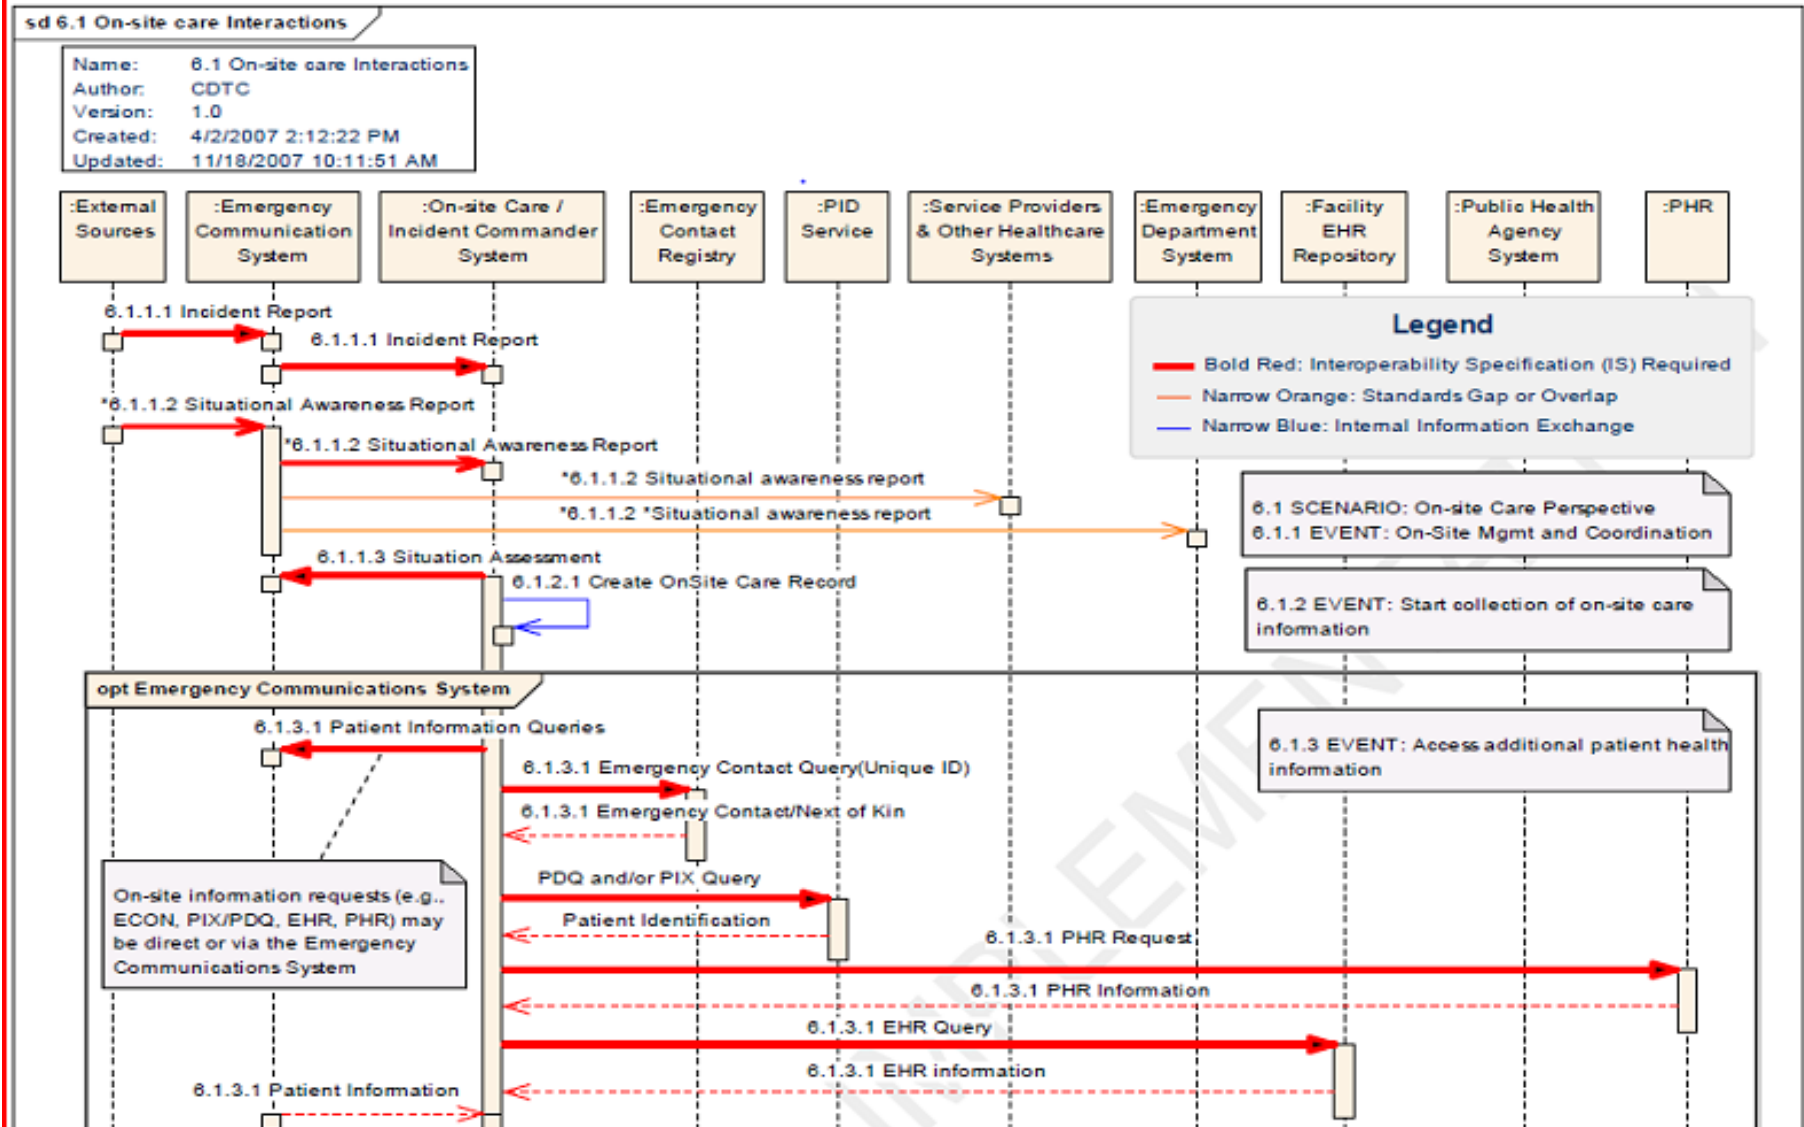 sd 6.1 On-site care Interactions
Name: 6.1 On-site care Interactions
Author: CDTC
Version: 1.0
Created: 4/2/2007 2:12:22 PM
Updated: 11/18/2007 10:11:51 AM
:External
Sources
:Emergency
Communication
System
:On-site Care /
Incident Commander
System
:Emergency
Contact
Registry
:PID
Service
:Service Providers
& Other Healthcare
Systems
:Emergency
Department
System
:Facility
EHR
Repository
:Public Health
Agency
System
:PHR
6.1.1.1 Incident Report
6.1.1.1 Incident Report
Legend
Bold Red: Interoperability Specification (IS) Required
Narrow Orange: Standards Gap or Overlap
Narrow Blue: Internal Information Exchange
*6.1.1.2 Situational Awareness Report
*6.1.1.2 Situational Awareness Report
*6.1.1.2 Situational awareness report
*6.1.1.2 *Situational awareness report
6.1 SCENARIO: On-site Care Perspective
6.1.1 EVENT: On-Site Mgmt and Coordination
6.1.1.3 Situation Assessment
6.1.2.1 Create OnSite Care Record
6.1.2 EVENT: Start collection of on-site care
information
opt Emergency Communications System
6.1.3.1 Patient Information Queries
6.1.3 EVENT: Access additional patient health
information
6.1.3.1 Emergency Contact Query(Unique ID)
6.1.3.1 Emergency Contact/Next of Kin
On-site information requests (e.g.,
ECON, PIX/PDQ, EHR, PHR) may
be direct or via the Emergency
Communications System
PDQ and/or PIX Query
Patient Identification
6.1.3.1 PHR Request
6.1.3.1 PHR Information
6.1.3.1 EHR Query
6.1.3.1 EHR information
6.1.3.1 Patient Information